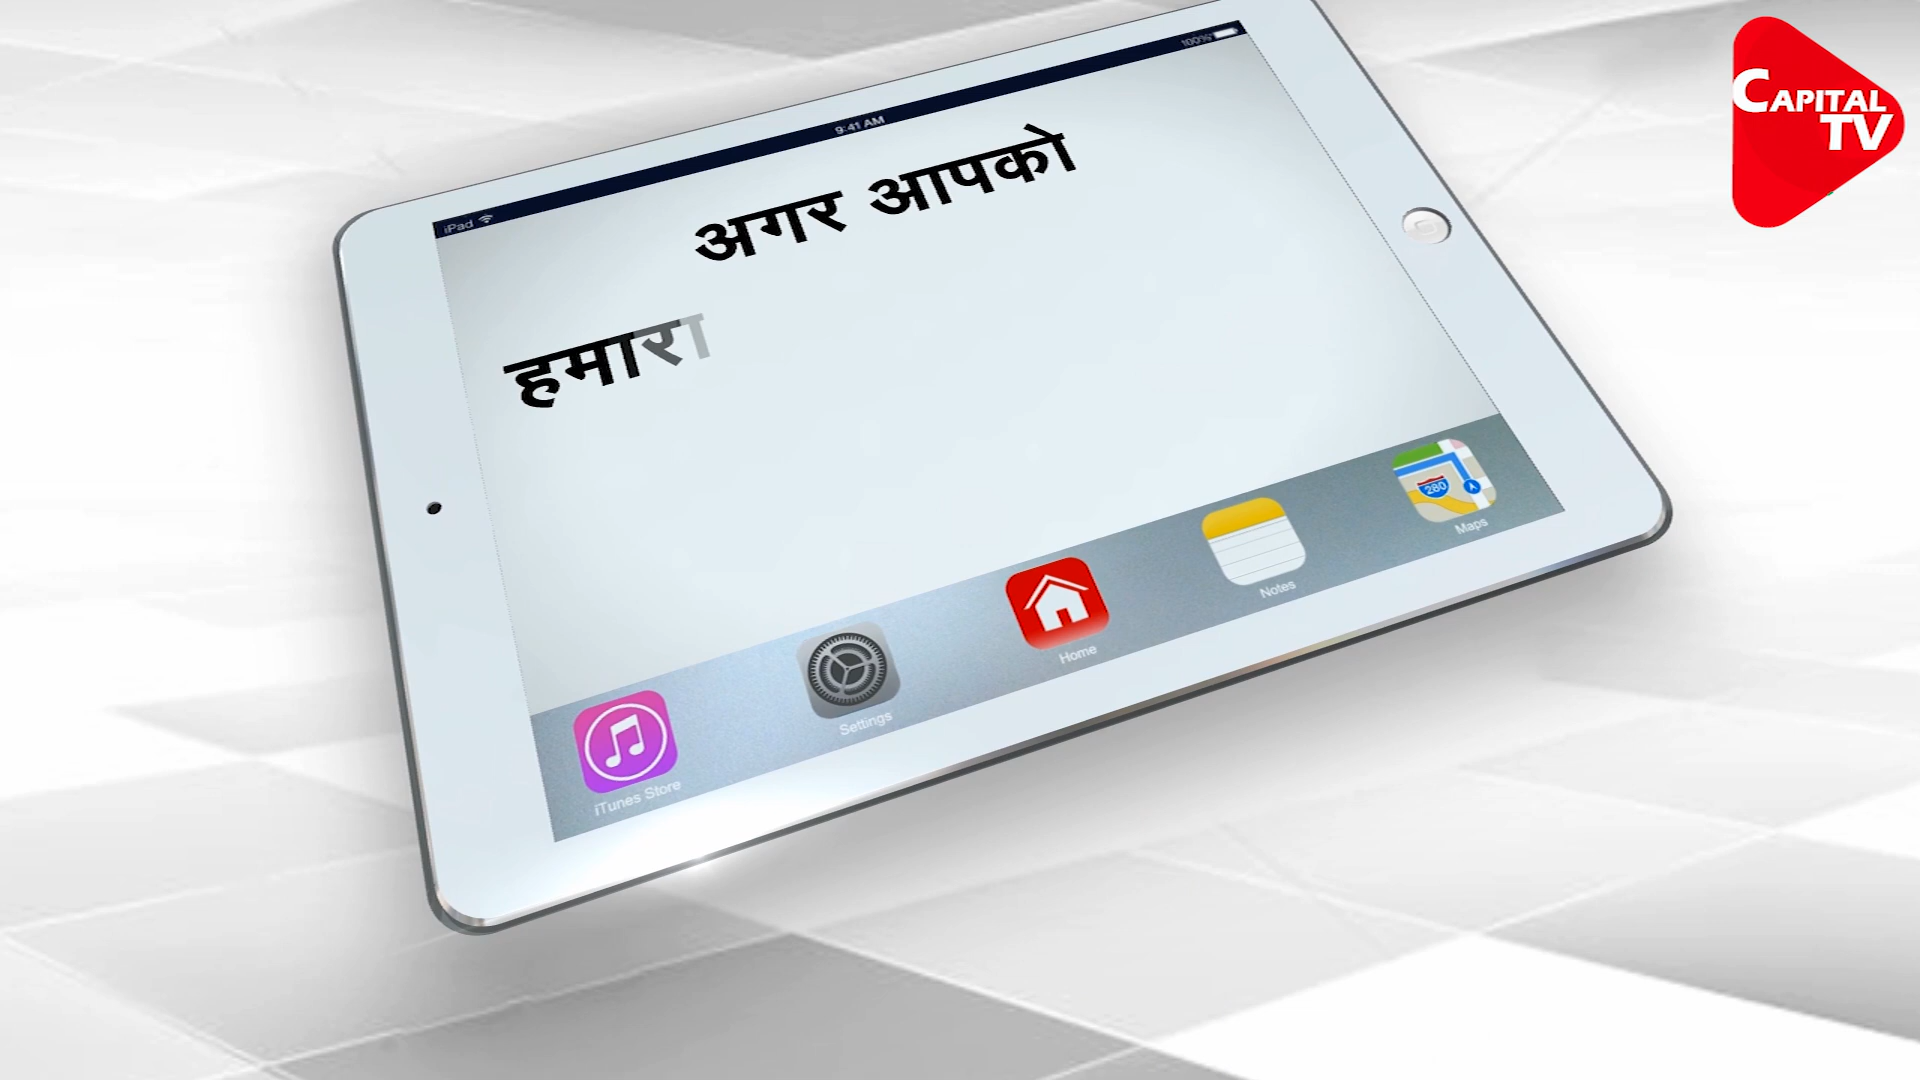 CAPITAL
TV
iPad
9:41 AM
100%
अगर आपको
हमारा
280
iTunes Store
Settings
Home
Notes
Maps